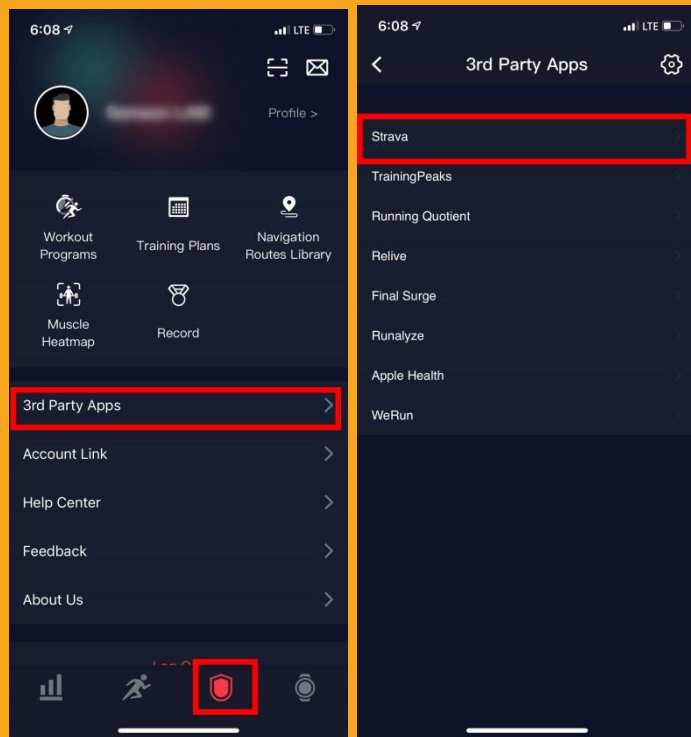 6:08
LTE
Profile >
Workout
Programs
Training Plans
Navigation
Routes Library
Muscle
Heatmap
Record
3rd Party Apps
Account Link
Help Center
Feedback
About Us
6:08
LTE
3rd Party Apps
Strava
TrainingPeaks
Running Quotient
Relive
Final Surge
Runalyze
Apple Health
WeRun